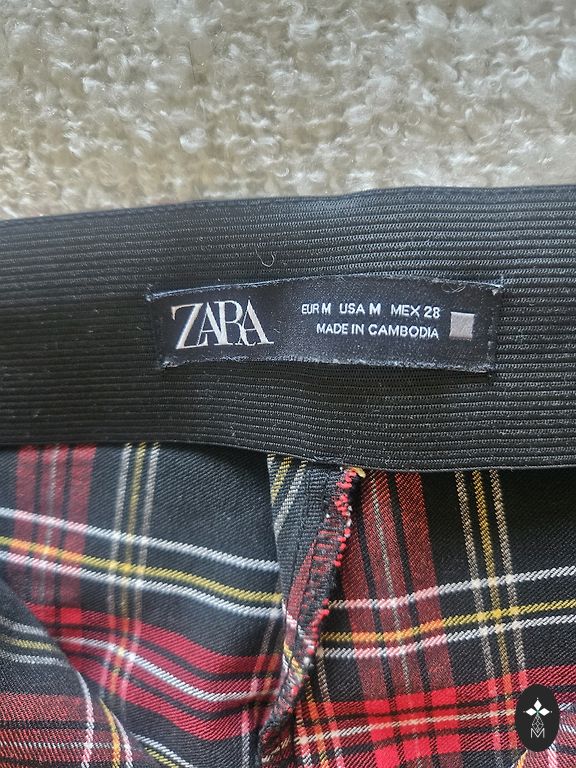 ZARA
EUR M USA M MEX 28
MADE IN CAMBODIA
M